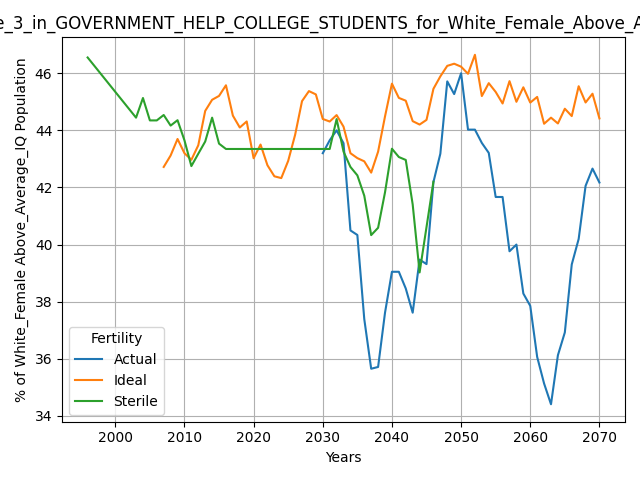 e_3_in_GOVERNMENT_HELP_COLLEGE_STUDENTS_for_White_Female_Above_A
% of White_Female Above_Average_IQ Population
46
44
42
40
38
36
34
Fertility
Actual
Ideal
Sterile
2000 2010 2020 2030 2040 2050 2060 2070
Years